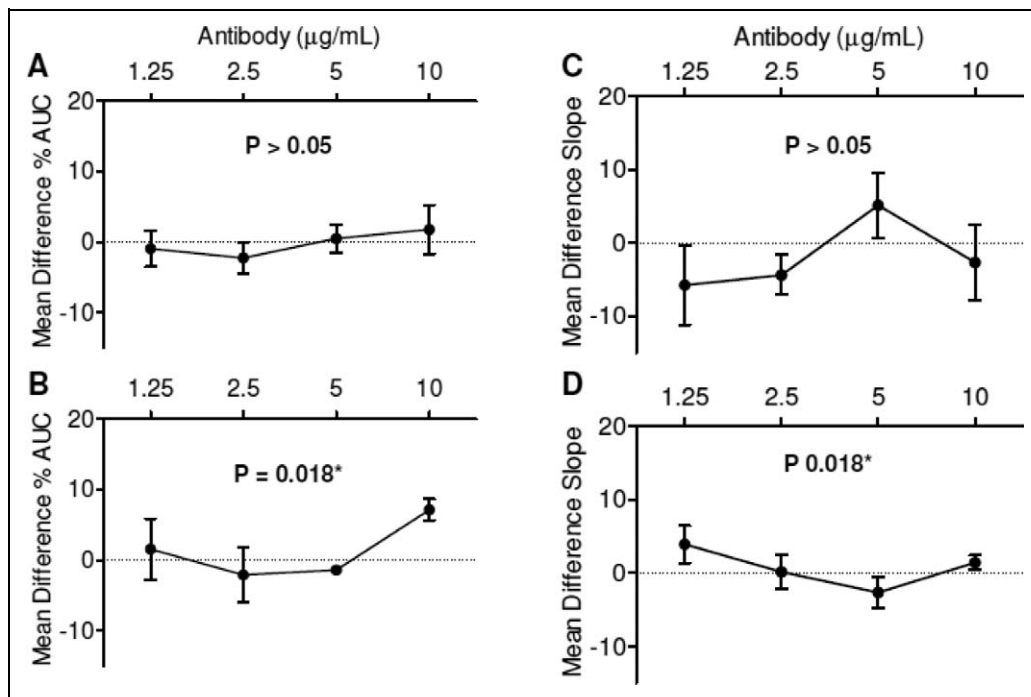 Antibody (µg/mL)
A
1.25 2.5 5 10
20
10
0
-10
Mean Difference % AUC
P > 0.05
B
1.25 2.5 5 10
20
10
0
-10
Mean Difference % AUC
P = 0.018*
Antibody (µg/mL)
C
1.25 2.5 5 10
20
10
0
-10
Mean Difference Slope
P > 0.05
D
1.25 2.5 5 10
20
10
0
-10
Mean Difference Slope
P 0.018*